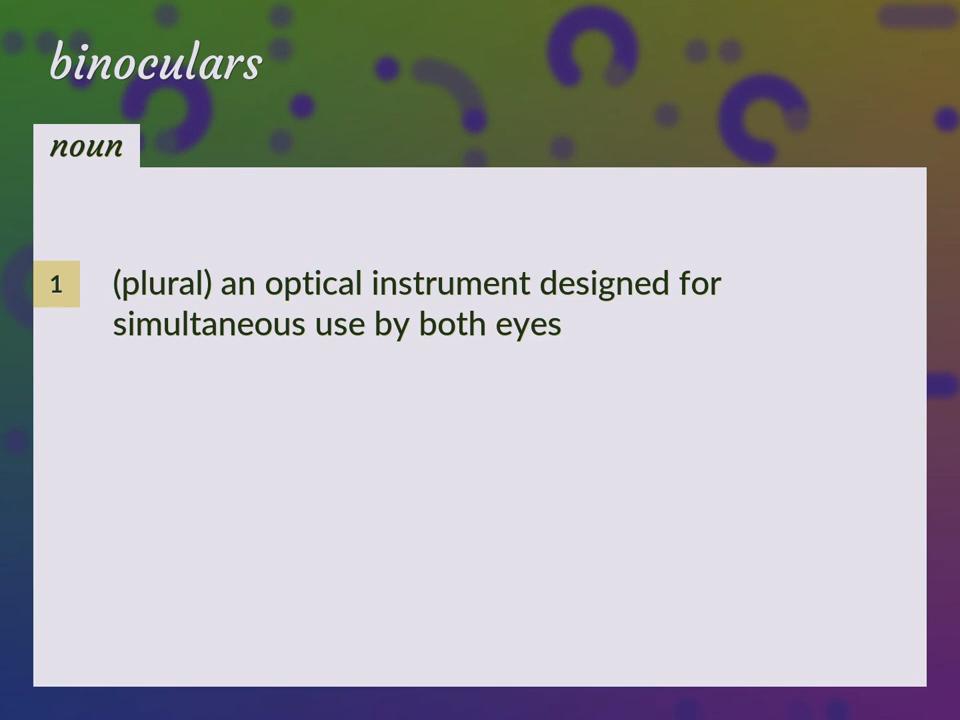 binoculars
noun
1 (plural) an optical instrument designed for
simultaneous use by both eyes